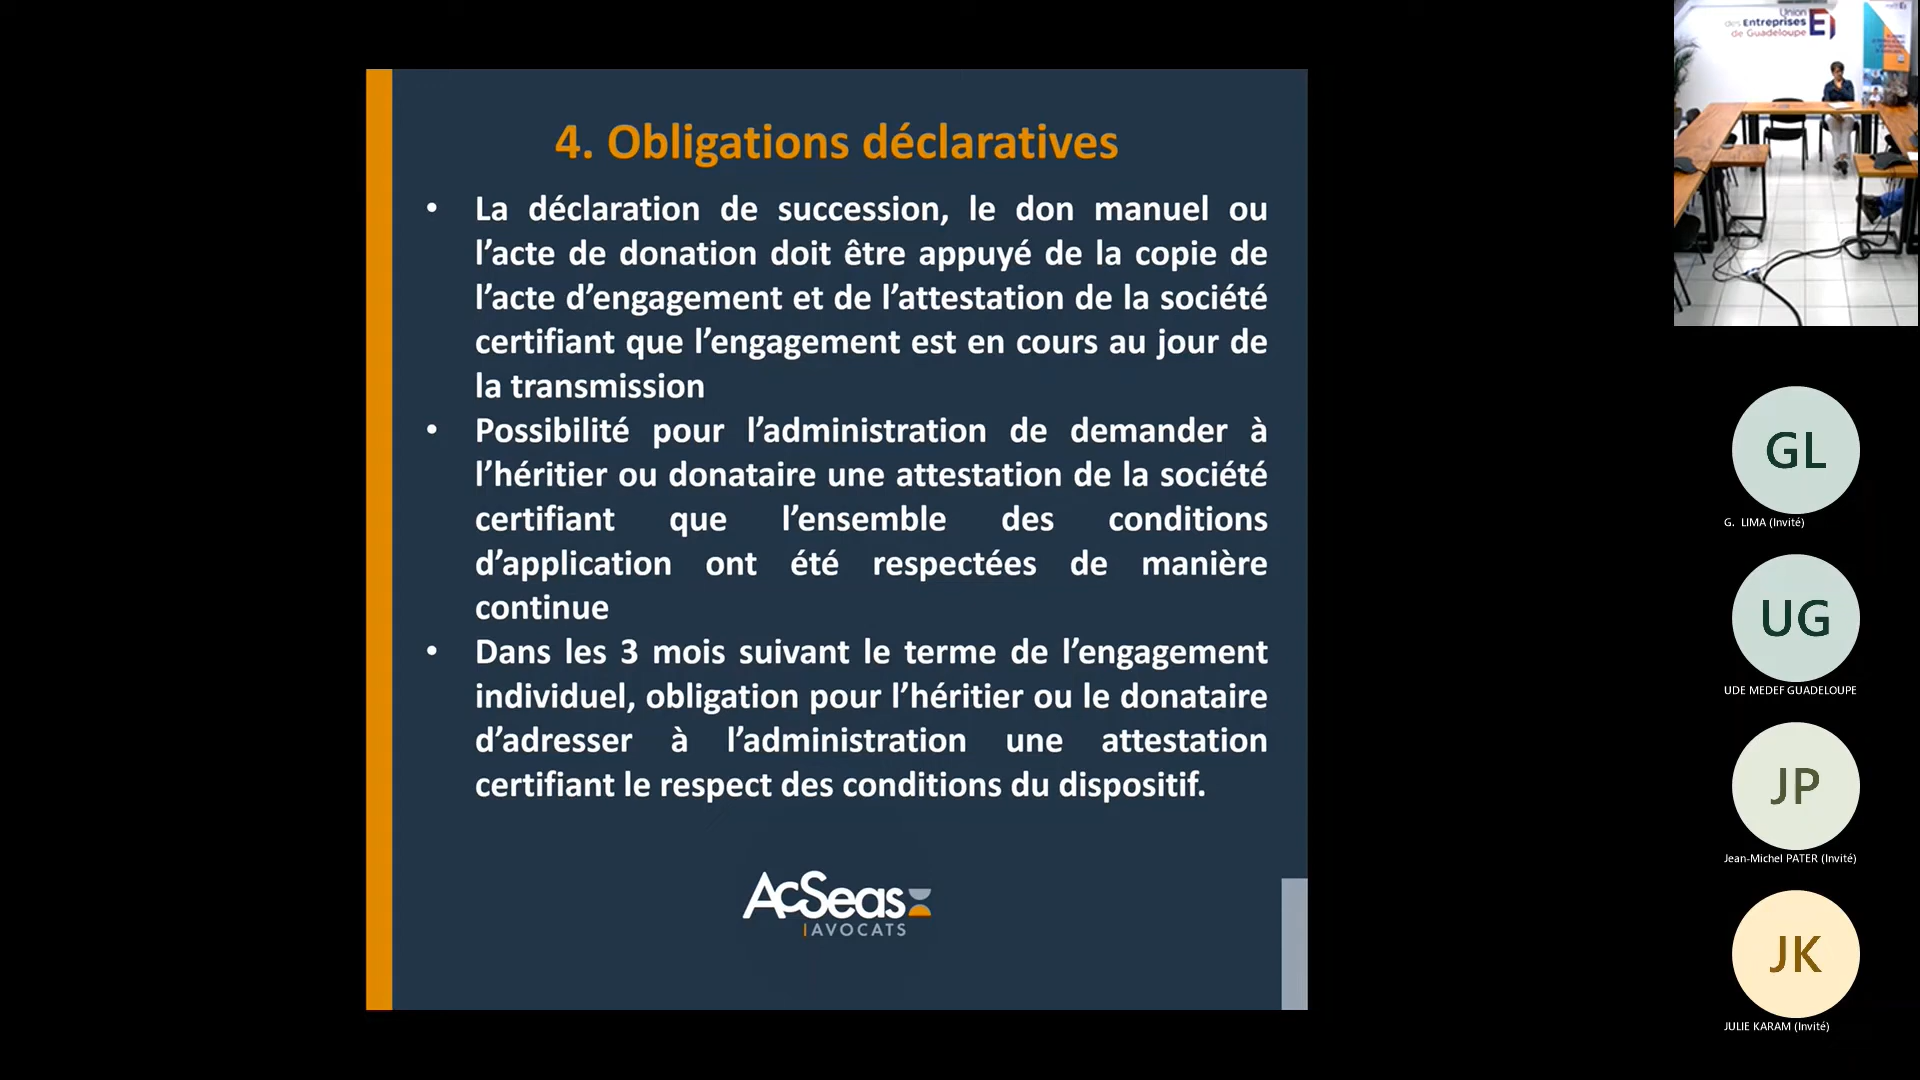 4. Obligations déclaratives
• La déclaration de succession, le don manuel ou
l’acte de donation doit être appuyé de la copie de
l’acte d’engagement et de l’attestation de la société
certifiant que l’engagement est en cours au jour de
la transmission
• Possibilité pour l’administration de demander à
l’héritier ou donataire une attestation de la société
certifiant que l’ensemble des conditions
d’application ont été respectées de manière
continue
• Dans les 3 mois suivant le terme de l’engagement
individuel, obligation pour l’héritier ou le donataire
d’adresser à l’administration une attestation
certifiant le respect des conditions du dispositif.
AcSeas
AVOCATS
Union
des Entreprises
de Guadeloupe
GL
G. LIMA (Invité)
UG
UDE MEDEF GUADELOUPE
JP
Jean-Michel PATER (Invité)
JK
JULIE KARAM (Invité)